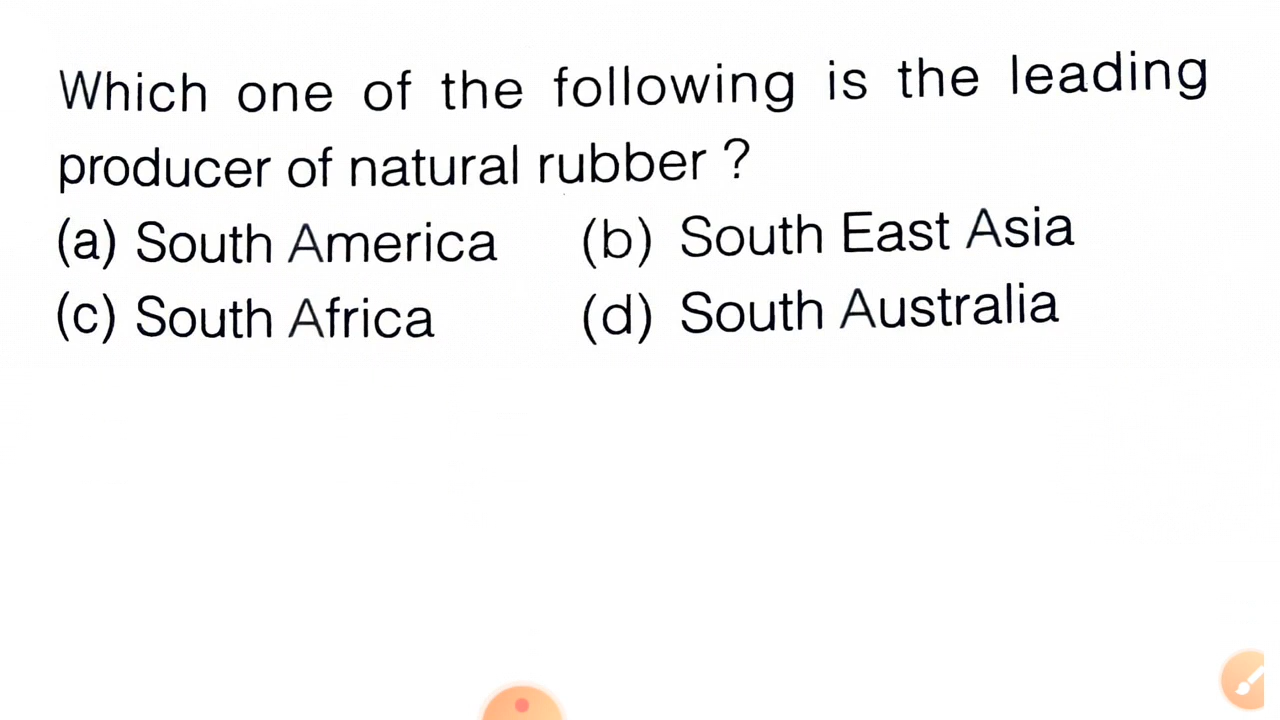 Which one of the following is the leading
producer of natural rubber ?
(a) South America (b) South East Asia
(c) South Africa (d) South Australia